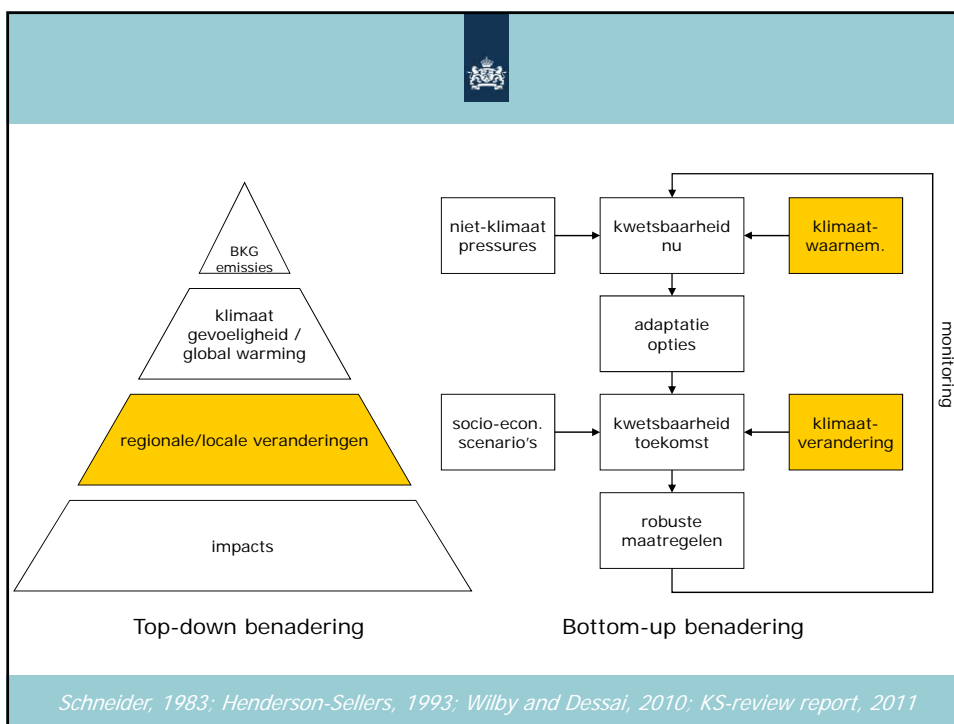 BKG
emissies
klimaat
gevoeligheid /
global warming
regionale/locale veranderingen
impacts
Top-down benadering
niet-klimaat
pressures
kwetsbaarheid
nu
klimaat-
waarnem.
adaptatie
opties
socio-econ.
scenario's
kwetsbaarheid
toekomst
klimaat-
verandering
robuste
maatregelen
monitoring
Bottom-up benadering
Schneider, 1983; Henderson-Sellers, 1993; Wilby and Dessai, 2010; KS-review report, 2011